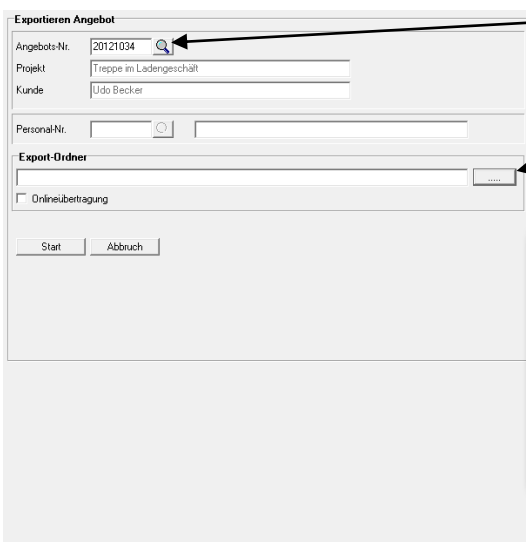 Exportieren Angebot
Angebots-Nr. 20121034
Projekt Treppe im Ladengeschäft
Kunde Udo Becker
Personal-Nr.
Export-Ordner
.....
Onlineübertragung
Start Abbruch